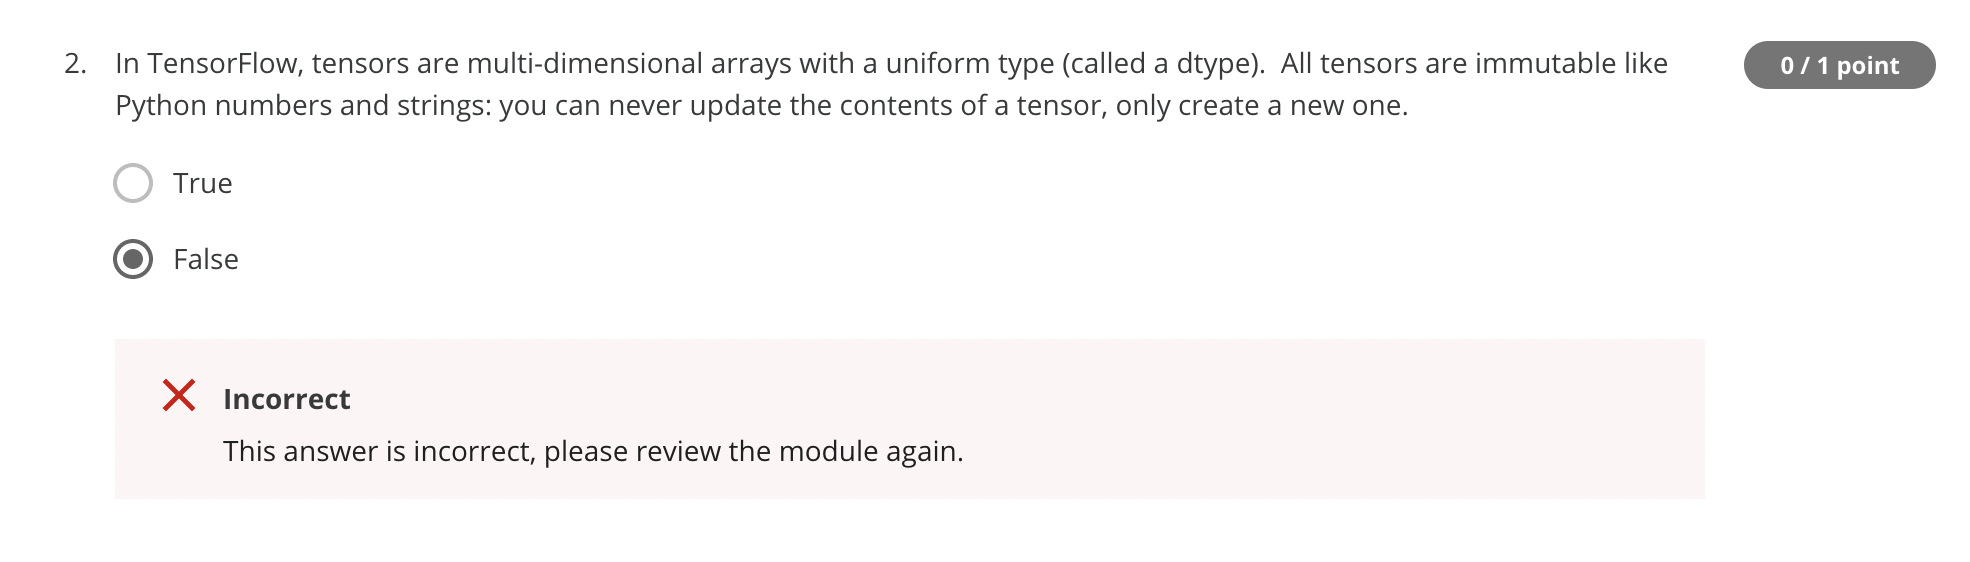 2. In TensorFlow, tensors are multi-dimensional arrays with a uniform type (called a dtype).  All tensors are immutable like
Python numbers and strings: you can never update the contents of a tensor, only create a new one.
0 / 1 point
True
False
Incorrect
This answer is incorrect, please review the module again.